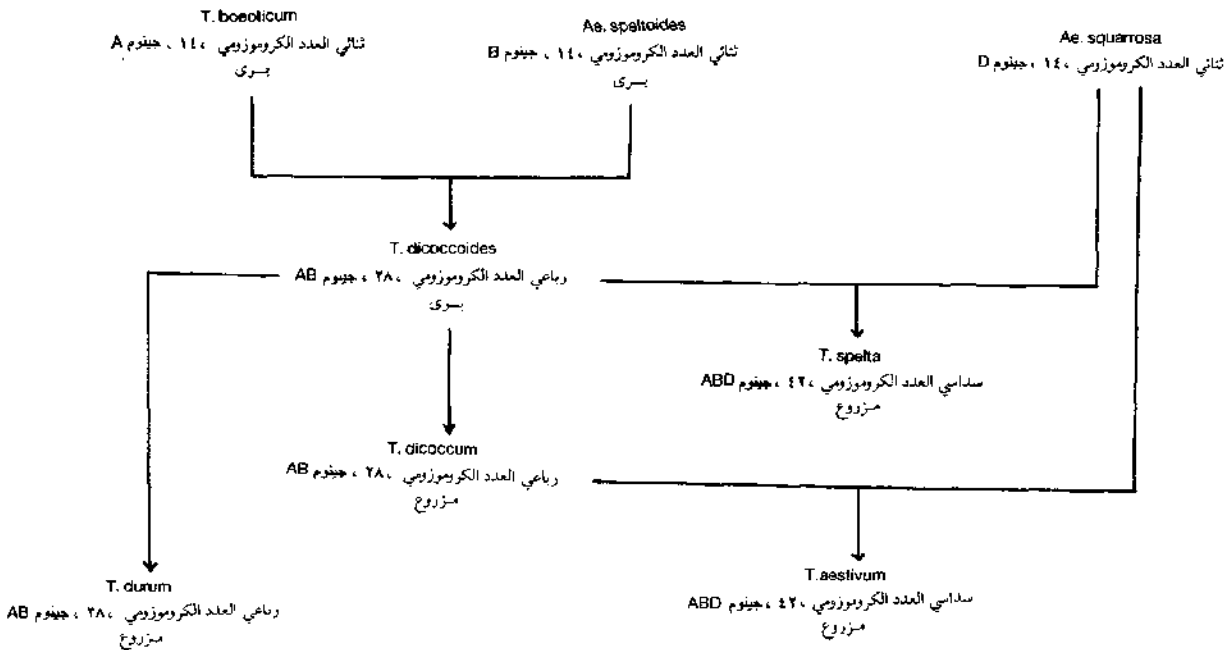 T. boeoticum
ثنائي العدد الكروموزومي ، ١٤ ، جينوم A
بـرى
Ae. speltoides
ثنائي العدد الكروموزومي ، ١٤ ، جينوم B
بـرى
Ae. squarrosa
ثنائي العدد الكروموزومي ، ١٤ ، جينوم D
T. dicoccoides
رباعي العدد الكروموزومي ، ٢٨ ، جينوم AB
بـرى
T. spelta
سداسي العدد الكروموزومي ، ٤٢ ، جينوم ABD
مـزروع
T. dicoccum
رباعي العدد الكروموزومي ، ٢٨ ، جينوم AB
مـزروع
T. durum
رباعي العدد الكروموزومي ، ٢٨ ، جينوم AB
مـزروع
T. aestivum
سداسي العدد الكروموزومي ، ٤٢ ، جينوم ABD
مـزروع